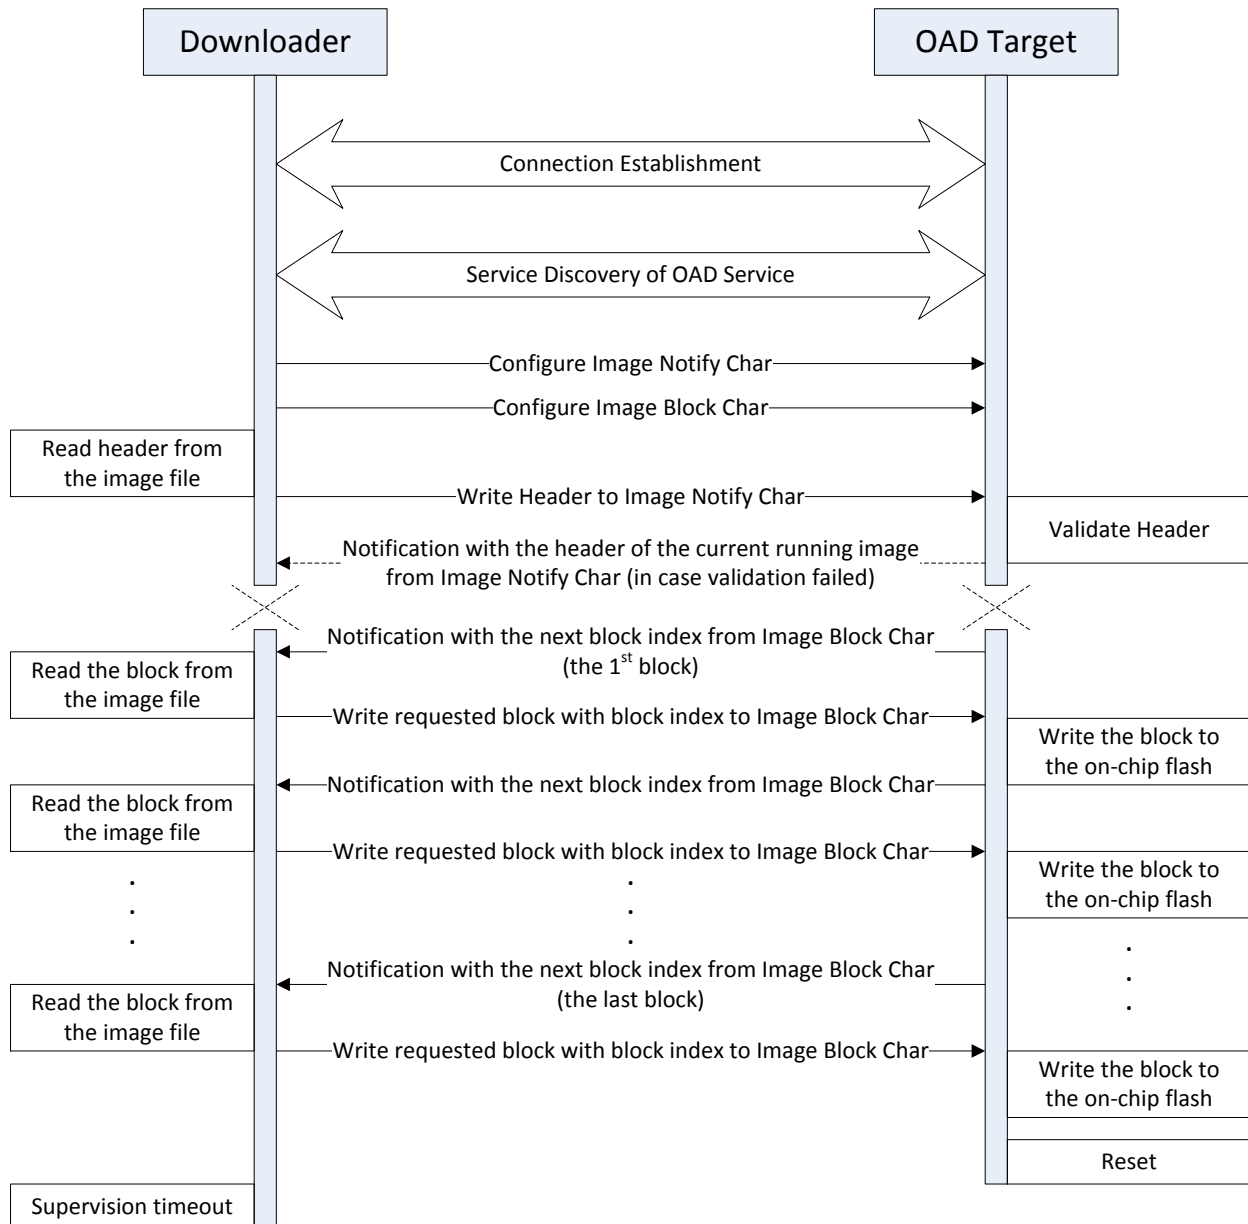 Downloader
OAD Target
Connection Establishment
Service Discovery of OAD Service
Configure Image Notify Char
Configure Image Block Char
Read header from
the image file
Write Header to Image Notify Char
Validate Header
Notification with the header of the current running image
from Image Notify Char (in case validation failed)
Notification with the next block index from Image Block Char
(the 1st block)
Read the block from
the image file
Write requested block with block index to Image Block Char
Write the block to
the on-chip flash
Notification with the next block index from Image Block Char
Read the block from
the image file
Write requested block with block index to Image Block Char
Write the block to
the on-chip flash
.
.
.
.
.
.
.
.
.
Notification with the next block index from Image Block Char
(the last block)
Read the block from
the image file
Write requested block with block index to Image Block Char
Write the block to
the on-chip flash
Reset
Supervision timeout